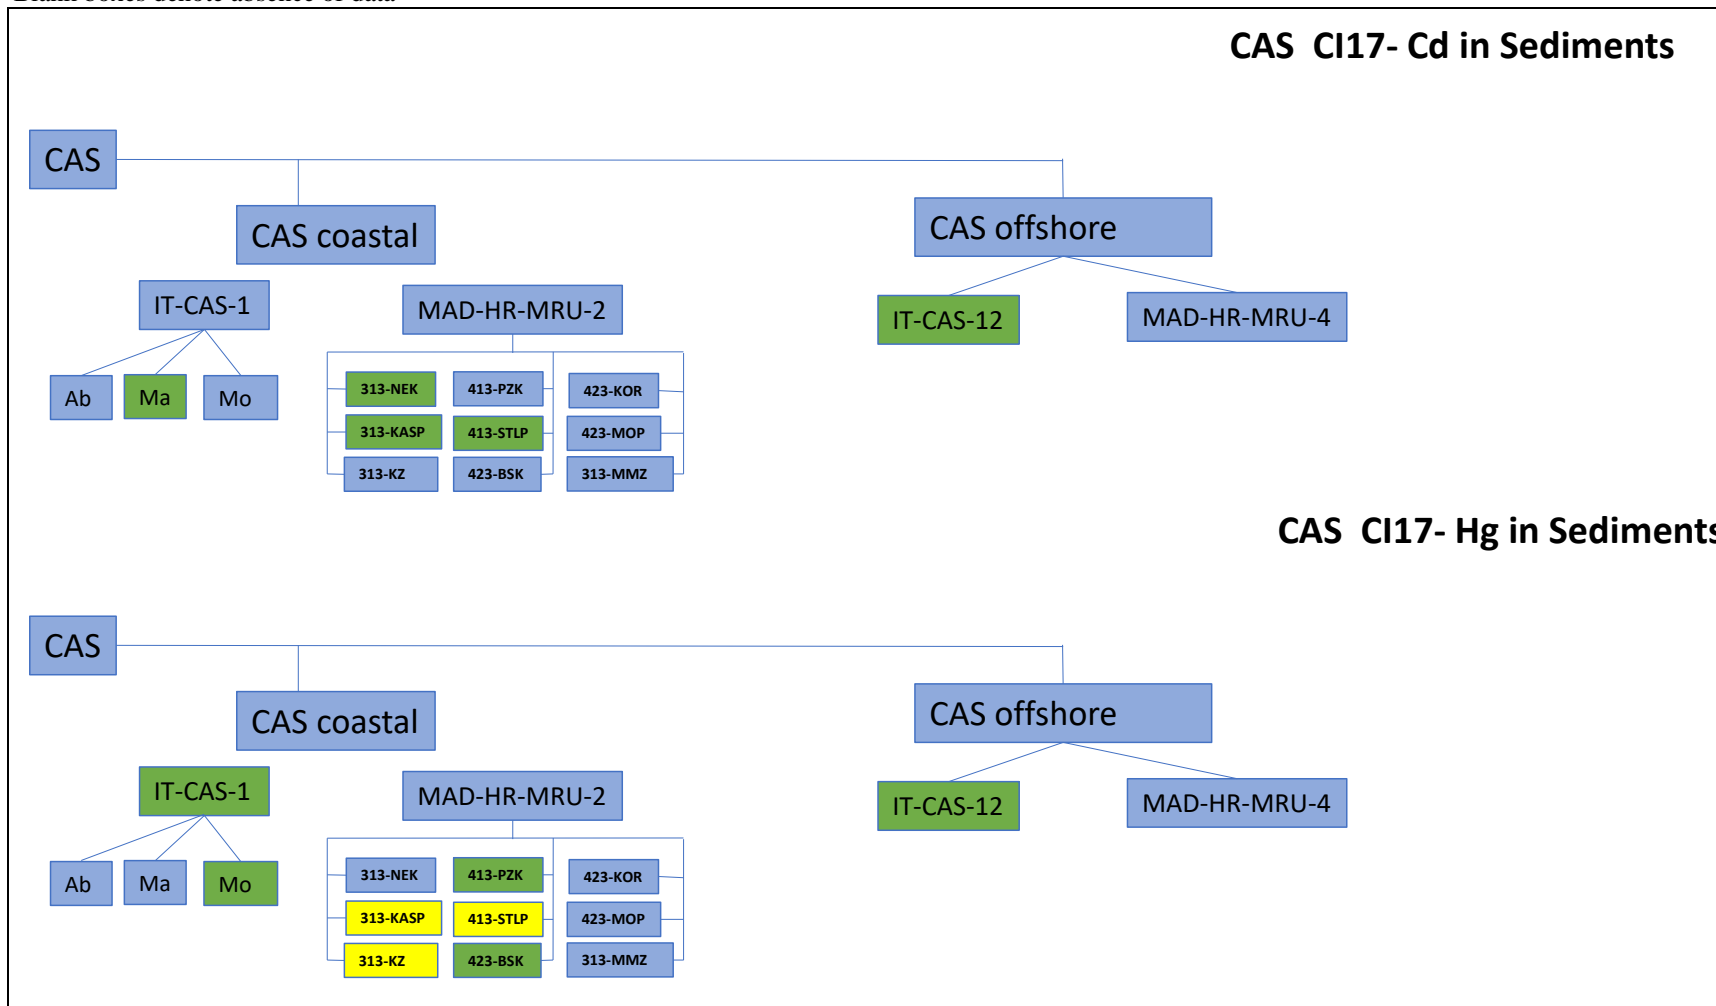 CAS CI17- Cd in Sediments
CAS
CAS coastal
CAS offshore
IT-CAS-1
MAD-HR-MRU-2
IT-CAS-12
MAD-HR-MRU-4
Ab
Ma
Mo
313-NEK
413-PZK
423-KOR
313-KASP
413-STLP
423-MOP
313-KZ
423-BSK
313-MMZ
CAS CI17- Hg in Sediments
CAS
CAS coastal
CAS offshore
IT-CAS-1
MAD-HR-MRU-2
IT-CAS-12
MAD-HR-MRU-4
Ab
Ma
Mo
313-NEK
413-PZK
423-KOR
313-KASP
413-STLP
423-MOP
313-KZ
423-BSK
313-MMZ